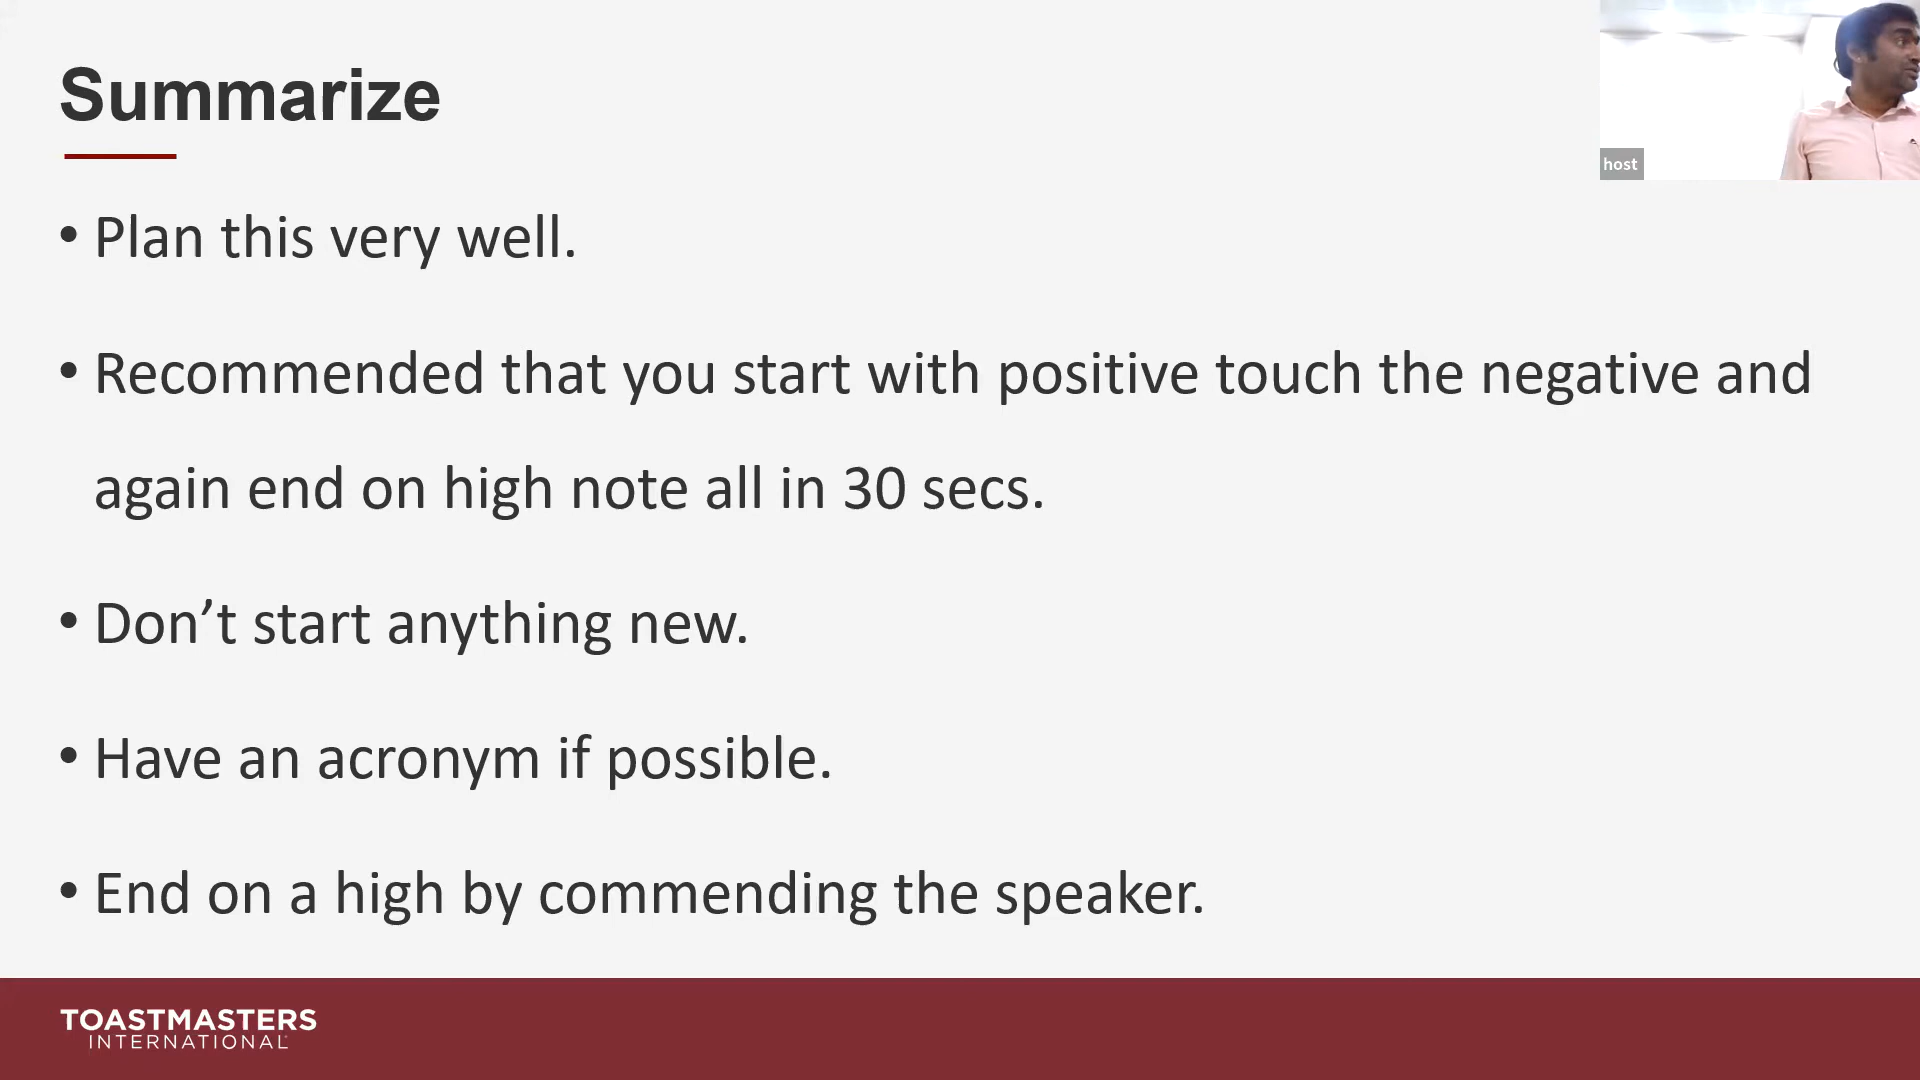 Summarize
host
• Plan this very well.
• Recommended that you start with positive touch the negative and
again end on high note all in 30 secs.
• Don’t start anything new.
• Have an acronym if possible.
• End on a high by commending the speaker.
TOASTMASTERS
INTERNATIONAL